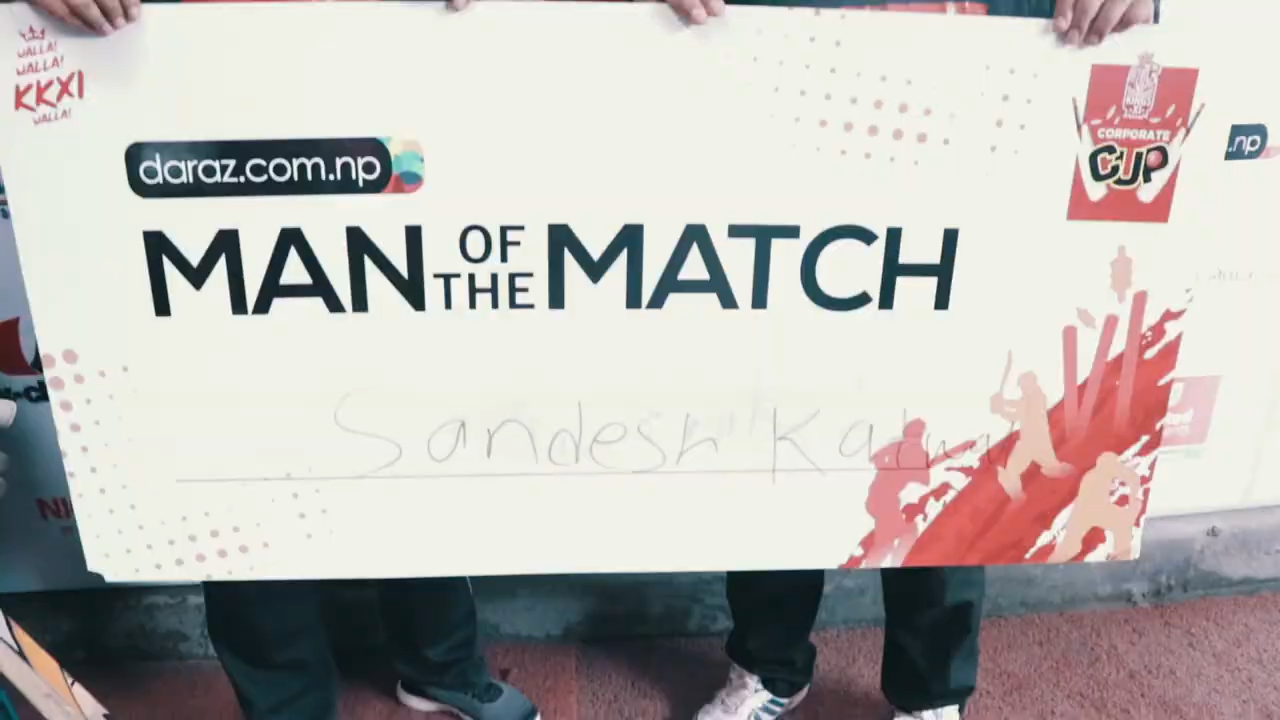 WALLA!
WALLA!
KKXI
WALLA!
daraz.com.np
CORPORATE
CUP
.np
MAN OF THE MATCH
Sandesh